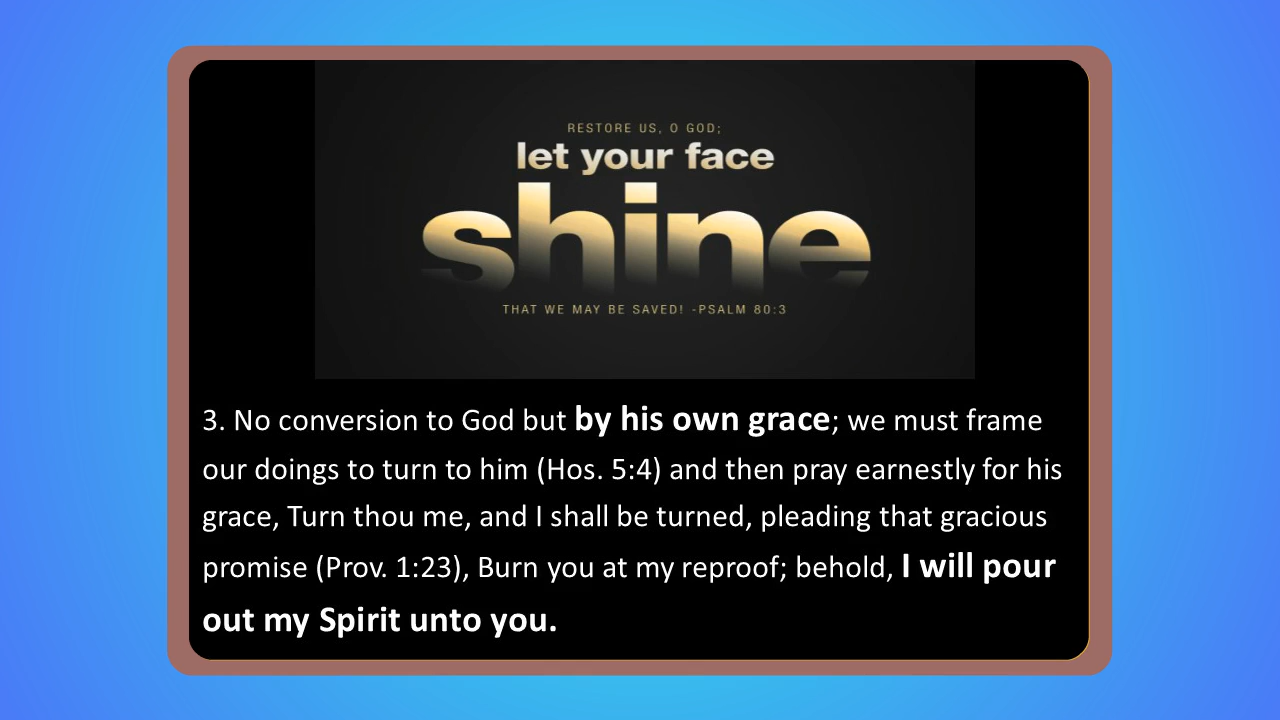 RESTORE US, O GOD;
let your face
shine
THAT WE MAY BE SAVED! -PSALM 80:3
3. No conversion to God but by his own grace; we must frame
our doings to turn to him (Hos. 5:4) and then pray earnestly for his
grace, Turn thou me, and I shall be turned, pleading that gracious
promise (Prov. 1:23), Burn you at my reproof; behold, I will pour
out my Spirit unto you.